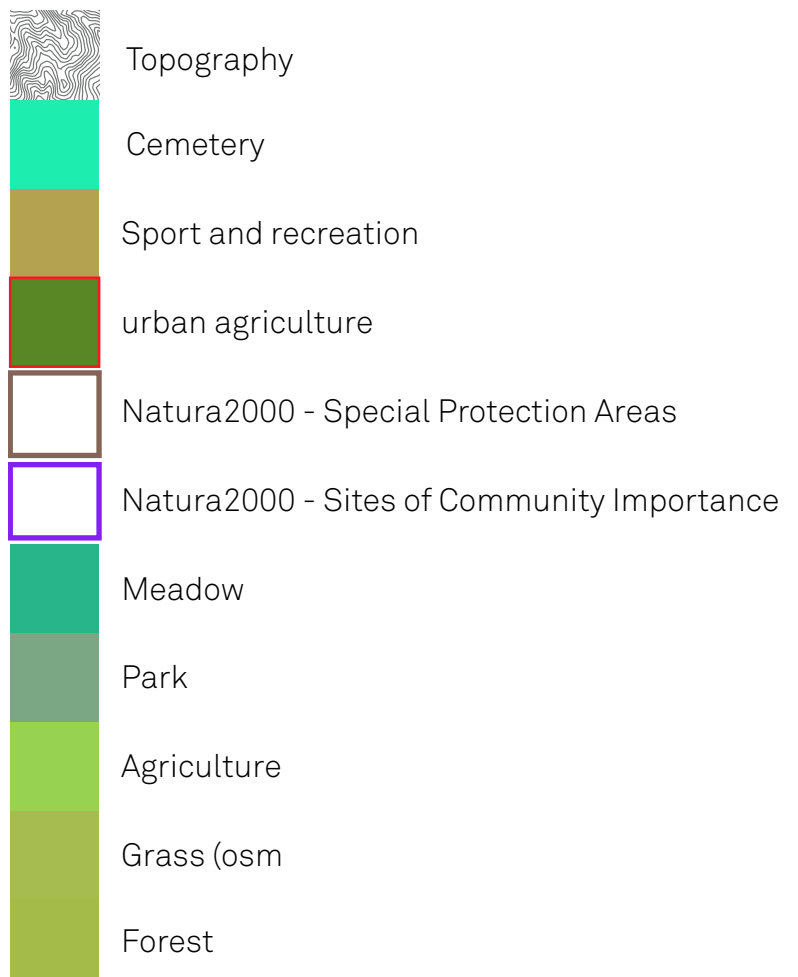 Topography
Cemetery
Sport and recreation
urban agriculture
Natura2000 - Special Protection Areas
Natura2000 - Sites of Community Importance
Meadow
Park
Agriculture
Grass (osm
Forest